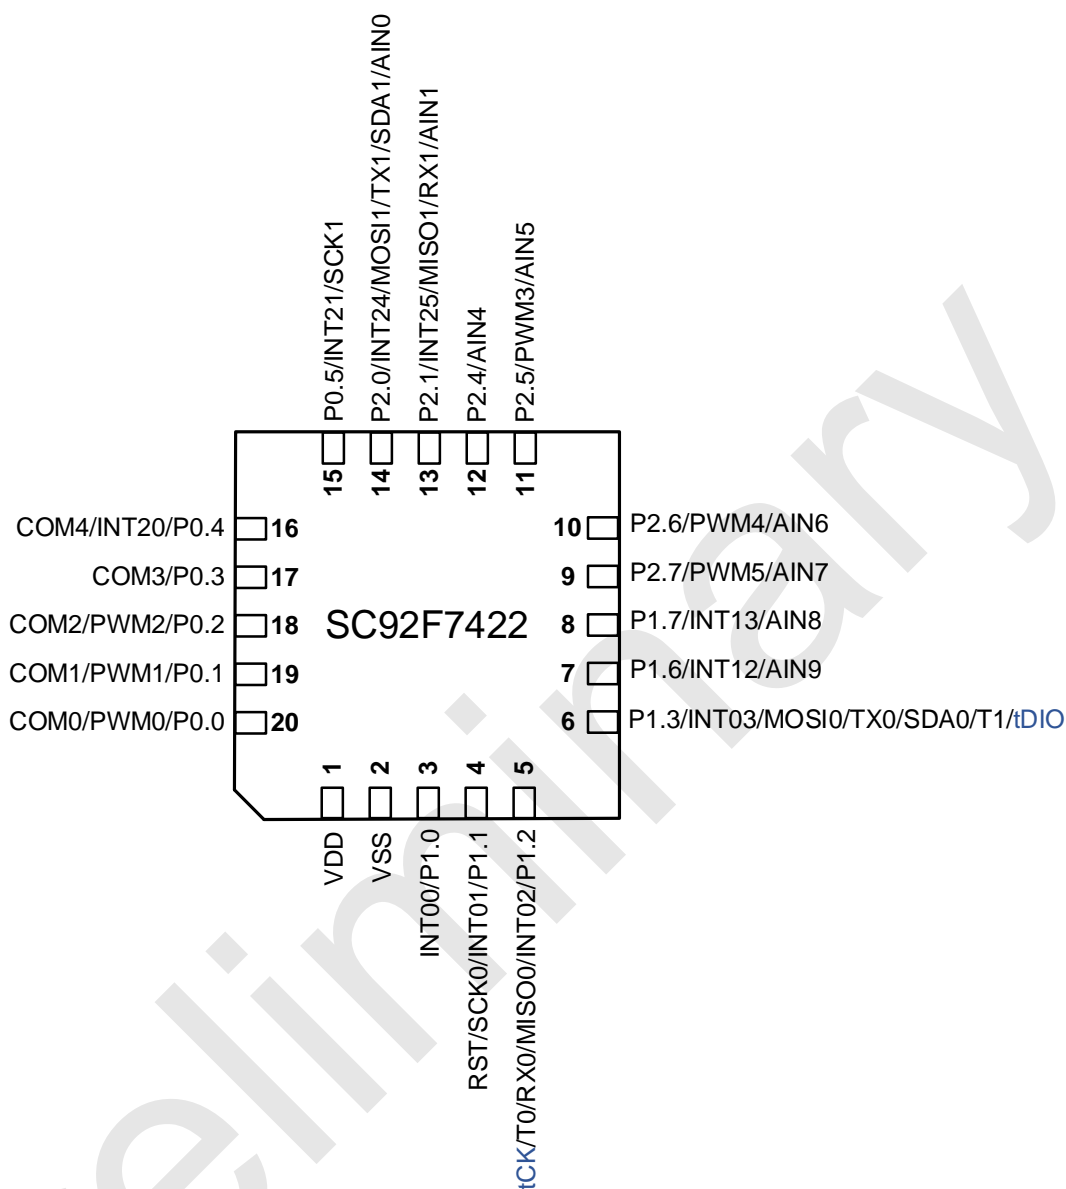 P0.5/INT21/SCK1
P2.0/INT24/MOSI1/TX1/SDA1/AIN0
P2.1/INT25/MISO1/RX1/AIN1
P2.4/AIN4
P2.5/PWM3/AIN5
15
14
13
12
11
COM4/INT20/P0.4
16
10
P2.6/PWM4/AIN6
COM3/P0.3
17
9
P2.7/PWM5/AIN7
COM2/PWM2/P0.2
18
SC92F7422
8
P1.7/INT13/AIN8
COM1/PWM1/P0.1
19
7
P1.6/INT12/AIN9
COM0/PWM0/P0.0
20
6
P1.3/INT03/MOSI0/TX0/SDA0/T1/tDIO
1
2
3
4
5
VDD
VSS
INT00/P1.0
RST/SCK0/INT01/P1.1
tCK/T0/RX0/MISO0/INT02/P1.2
eliminary